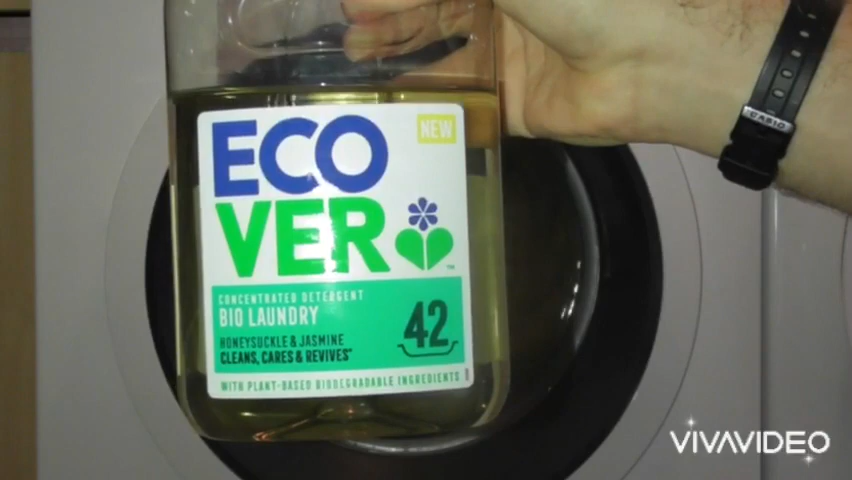 NEW
ECO
VER
TM
CONCENTRATED DETERGENT
BIO LAUNDRY
HONEYSUCKLE & JASMINE
CLEANS, CARES & REVIVES*
42
WITH PLANT-BASED BIODEGRADABLE INGREDIENTS
CASIO
VIVAVIDEO